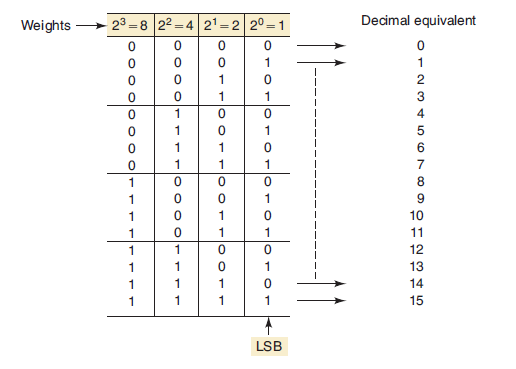 Decimal equivalent
Weights 2³=8 2²=4 2¹=2 2⁰=1
0 0 0 0 0
0 0 0 1 1
0 0 1 0 2
0 0 1 1 3
0 1 0 0 4
0 1 0 1 5
0 1 1 0 6
0 1 1 1 7
1 0 0 0 8
1 0 0 1 9
1 0 1 0 10
1 0 1 1 11
1 1 0 0 12
1 1 0 1 13
1 1 1 0 14
1 1 1 1 15
LSB